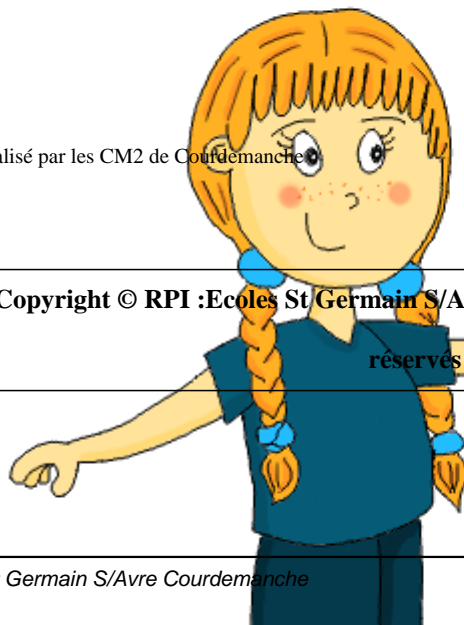 alisé par les CM2 de Courdemanche
Copyright © RPI :Ecoles St Germain S/A
réservés
Germain S/Avre Courdemanche